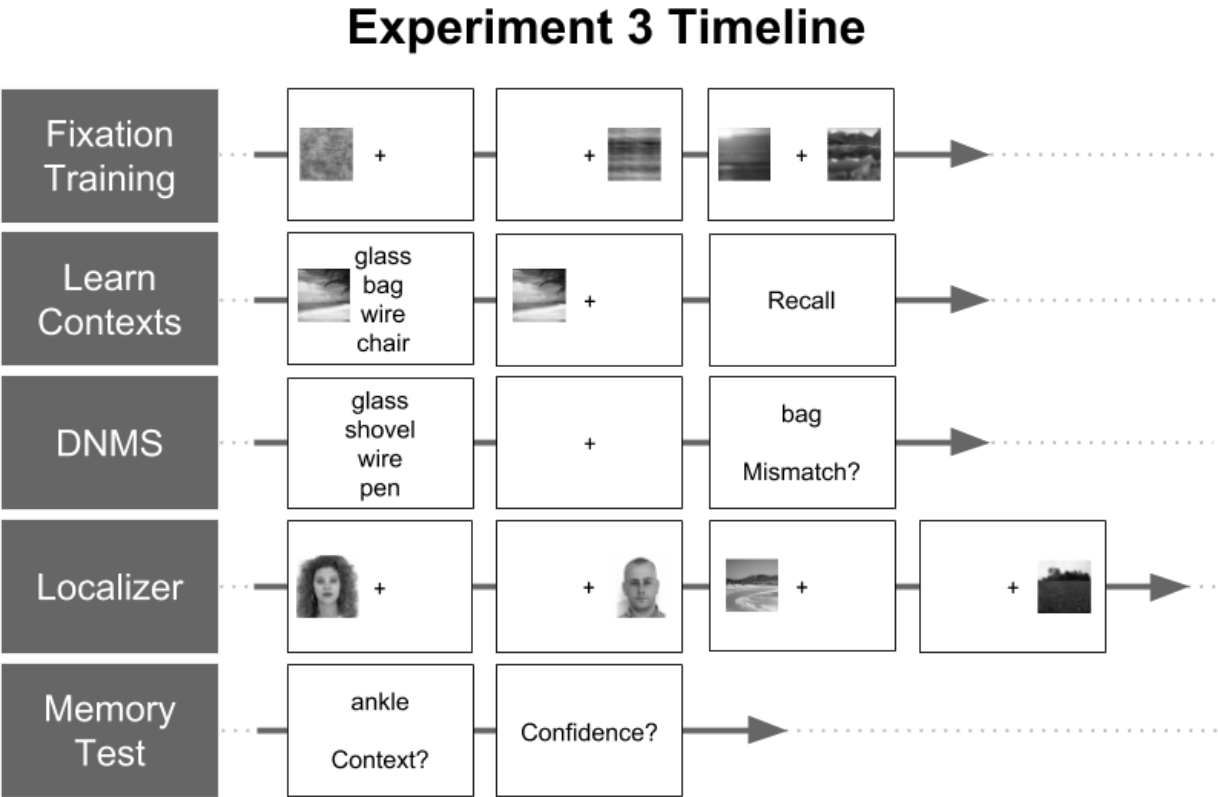 Experiment 3 Timeline
Fixation
Training
+
+
+
Learn
Contexts
glass
bag
wire
chair
+
Recall
DNMS
glass
shovel
wire
pen
+
bag
Mismatch?
Localizer
+
+
+
+
Memory
Test
ankle
Context?
Confidence?